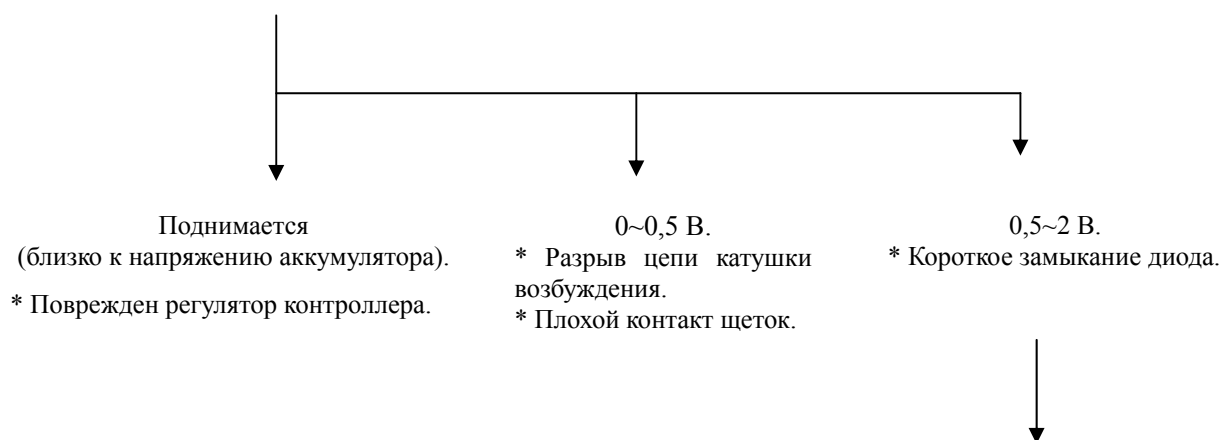 Поднимается
(близко к напряжению аккумулятора).
* Поврежден регулятор контроллера.
0~0,5 В.
* Разрыв цепи катушки
возбуждения.
* Плохой контакт щеток.
0,5~2 В.
* Короткое замыкание диода.